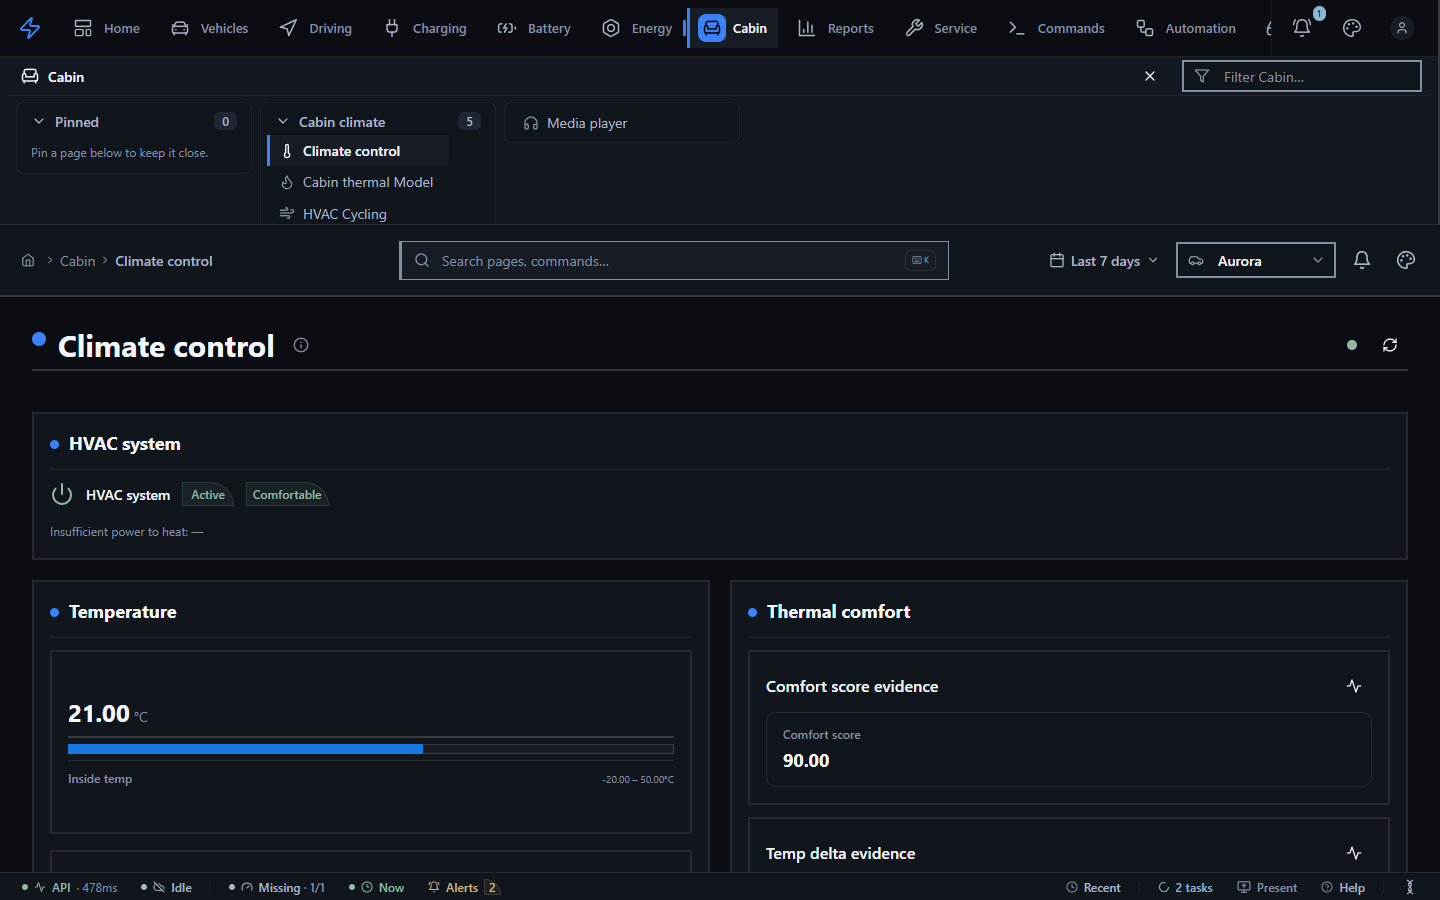 Home Vehicles Driving Charging Battery Energy Cabin Reports Service Commands Automation 1
Cabin Filter Cabin...
Pinned 0
Pin a page below to keep it close.
Cabin climate 5
Climate control
Cabin thermal Model
HVAC Cycling
Media player
Cabin Climate control Search pages, commands... K Last 7 days Aurora
Climate control
HVAC system
HVAC system Active Comfortable
Insufficient power to heat: —
Temperature
21.00 °C
Inside temp -20.00 – 50.00°C
Thermal comfort
Comfort score evidence
Comfort score
90.00
Temp delta evidence
API · 478ms Idle Missing · 1/1 Now Alerts 2 Recent 2 tasks Present Help